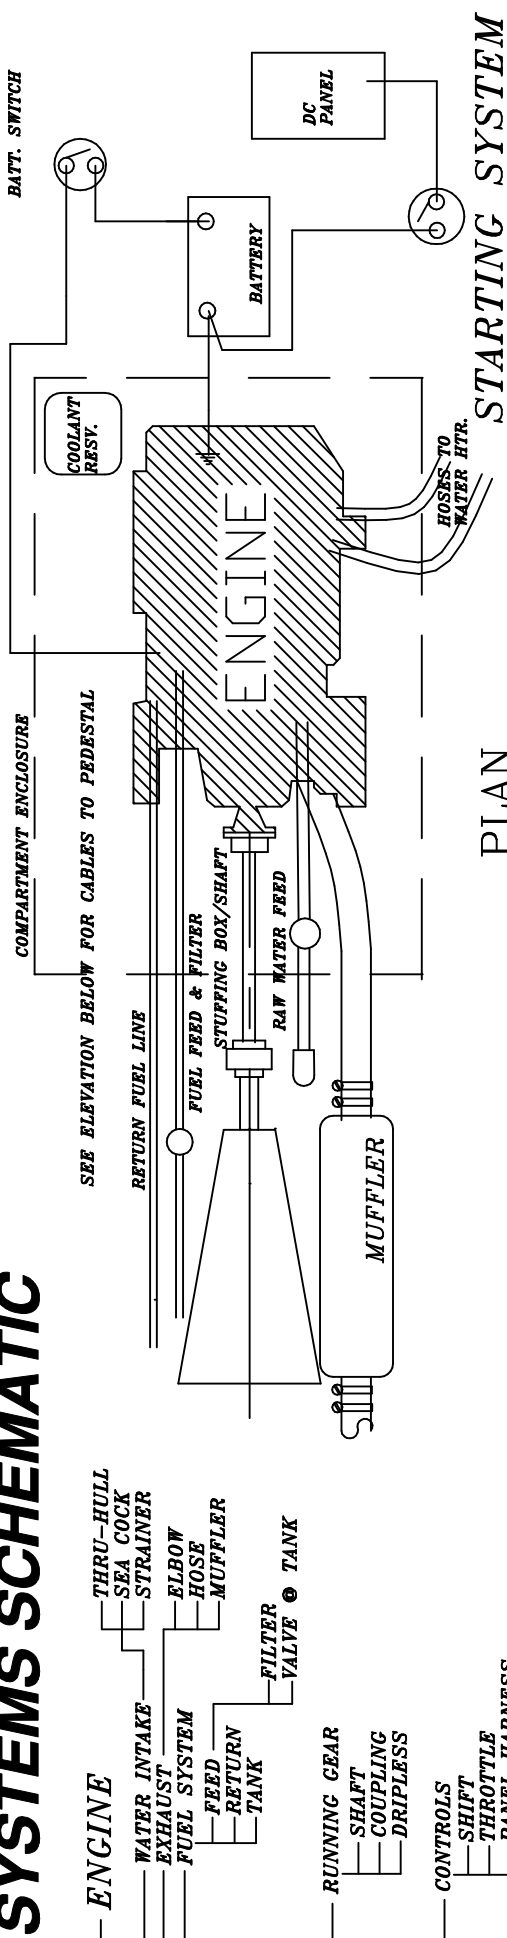 SYSTEMS SCHEMATIC
ENGINE
WATER INTAKE
THRU-HULL
SEA COCK
STRAINER
EXHAUST
ELBOW
HOSE
MUFFLER
FUEL SYSTEM
FEED
RETURN
TANK
FILTER
VALVE @ TANK
RUNNING GEAR
SHAFT
COUPLING
DRIPLESS
CONTROLS
SHIFT
THROTTLE
PANEL HARNESS
COMPARTMENT ENCLOSURE
SEE ELEVATION BELOW FOR CABLES TO PEDESTAL
RETURN FUEL LINE
FUEL FEED & FILTER
STUFFING BOX/SHAFT
RAW WATER FEED
MUFFLER
ENGINE
COOLANT
RESV.
BATT. SWITCH
BATTERY
DC
PANEL
HOSES TO
WATER HTR.
STARTING SYSTEM
PLAN